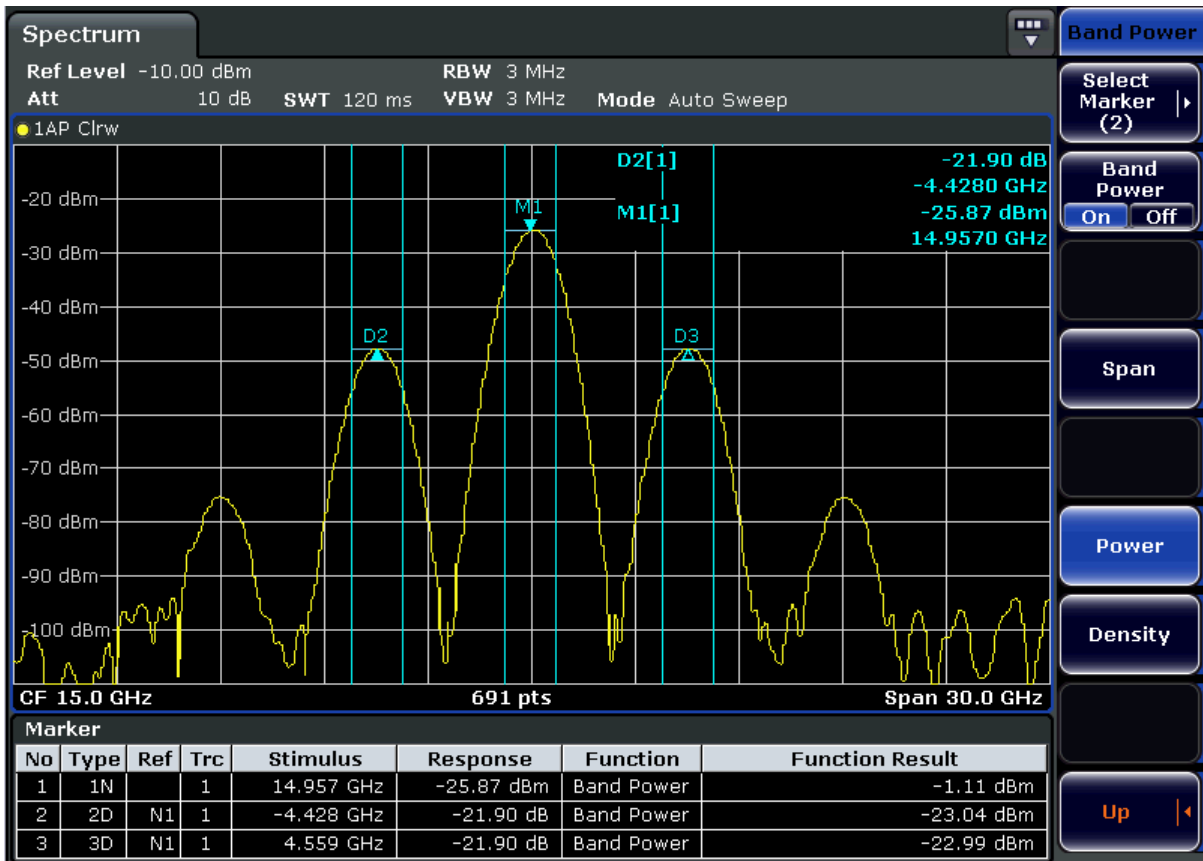 Spectrum
Ref Level -10.00 dBm RBW 3 MHz
Att 10 dB SWT 120 ms VBW 3 MHz Mode Auto Sweep
1AP Clrw
D2[1] -21.90 dB
-4.4280 GHz
M1[1] -25.87 dBm
14.9570 GHz
-20 dBm
M1
-30 dBm
-40 dBm
D2
D3
-50 dBm
-60 dBm
-70 dBm
-80 dBm
-90 dBm
-100 dBm
CF 15.0 GHz 691 pts Span 30.0 GHz
Marker
No Type Ref Trc Stimulus Response Function Function Result
1 1N 1 14.957 GHz -25.87 dBm Band Power -1.11 dBm
2 2D N1 1 -4.428 GHz -21.90 dB Band Power -23.04 dBm
3 3D N1 1 4.559 GHz -21.90 dB Band Power -22.99 dBm
Band Power
Select
Marker
(2)
Band
Power
On Off
Span
Power
Density
Up